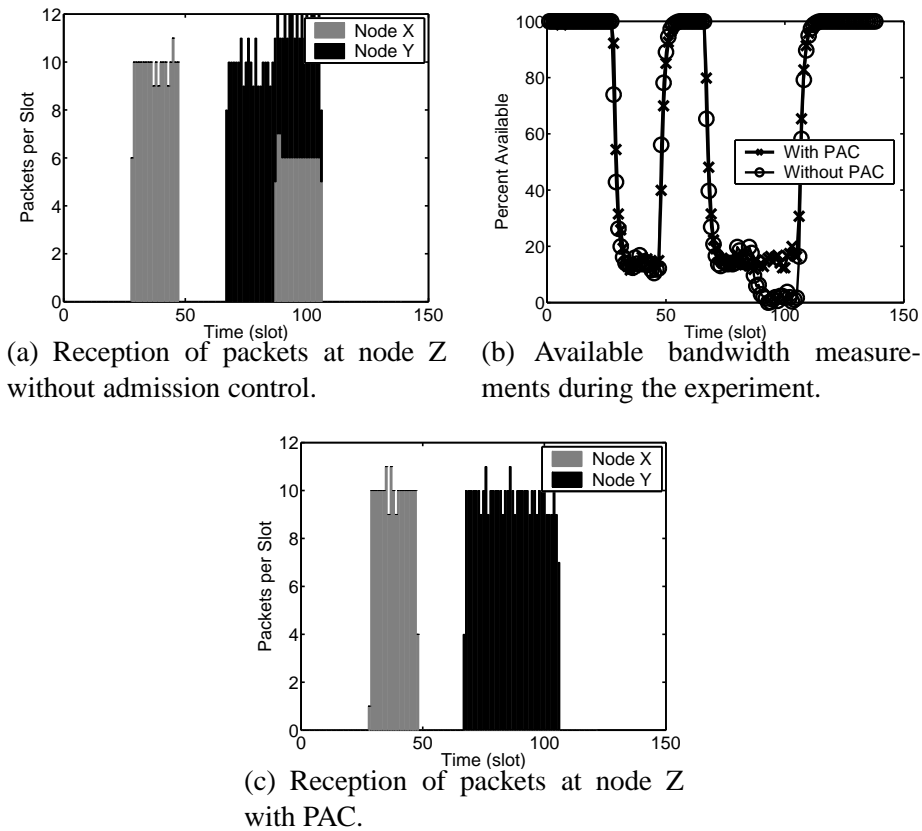 12
10
8
6
4
2
0
Packets per Slot
Node X
Node Y
0
50
100
150
Time (slot)
(a) Reception of packets at node Z
without admission control.
100
80
60
40
20
0
Percent Available
With PAC
Without PAC
0
50
100
150
Time (slot)
(b) Available bandwidth measure-
ments during the experiment.
12
10
8
6
4
2
0
Packets per Slot
Node X
Node Y
0
50
100
150
Time (slot)
(c) Reception of packets at node Z
with PAC.